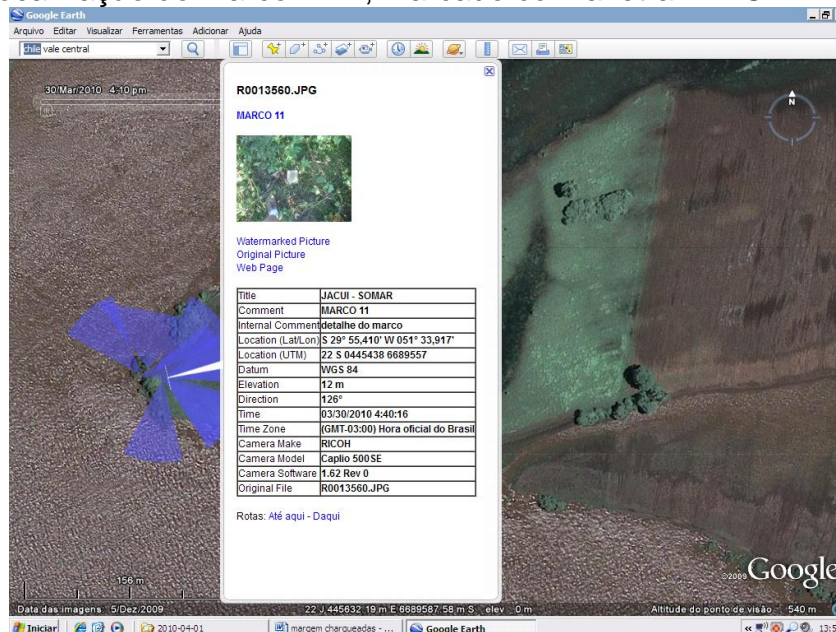 Google Earth
Arquivo Editar Visualizar Ferramentas Adicionar Ajuda
chile vale central
30/Mar/2010 4:10 pm
N
R0013560.JPG
MARCO 11
Watermarked Picture
Original Picture
Web Page
Title JACUI - SOMAR
Comment MARCO 11
Internal Comment detalhe do marco
Location (Lat/Lon) S 29° 55,410' W 051° 33,917'
Location (UTM) 22 S 0445438 6689557
Datum WGS 84
Elevation 12 m
Direction 126°
Time 03/30/2010 4:40:16
Time Zone (GMT-03:00) Hora oficial do Brasil
Camera Make RICOH
Camera Model Caplio 500SE
Camera Software 1.62 Rev 0
Original File R0013560.JPG
Rotas: Até aqui - Daqui
156 m
©2009 Google
Data das imagens: 5/Dez/2009 22 J 445632.19 m E 6689587.58 m S elev 0 m Altitude do ponto de visão 540 m
Iniciar 2010-04-01 margem charqueadas - ... Google Earth